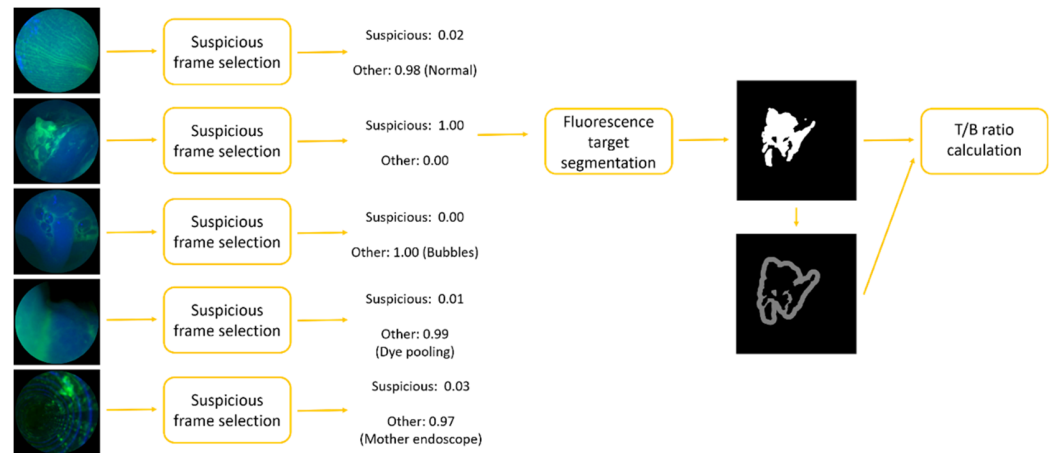 Suspicious
frame selection
Suspicious: 0.02
Other: 0.98 (Normal)
Suspicious
frame selection
Suspicious: 1.00
Other: 0.00
Fluorescence
target
segmentation
T/B ratio
calculation
Suspicious
frame selection
Suspicious: 0.00
Other: 1.00 (Bubbles)
Suspicious
frame selection
Suspicious: 0.01
Other: 0.99
(Dye pooling)
Suspicious
frame selection
Suspicious: 0.03
Other: 0.97
(Mother endoscope)